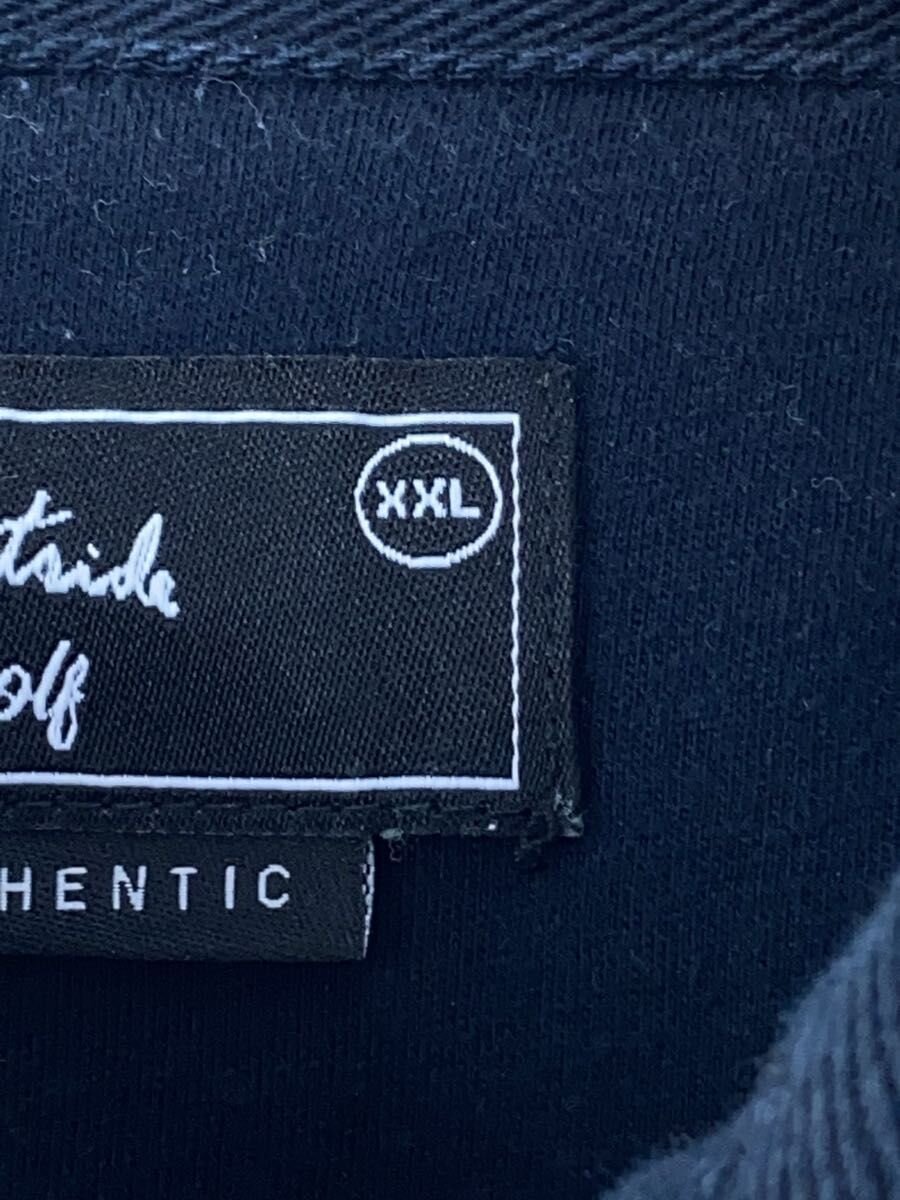 XXL
tside
olf
HENTIC